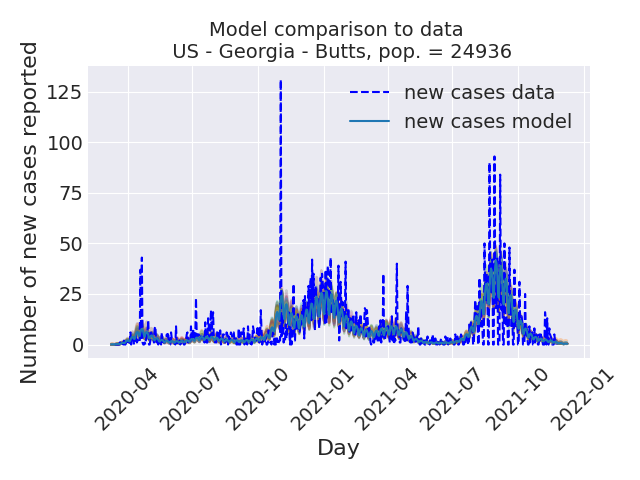 Model comparison to data
US - Georgia - Butts, pop. = 24936
Number of new cases reported
125
100
75
50
25
0
new cases data
new cases model
2020-04
2020-07
2020-10
2021-01
2021-04
2021-07
2021-10
2022-01
Day